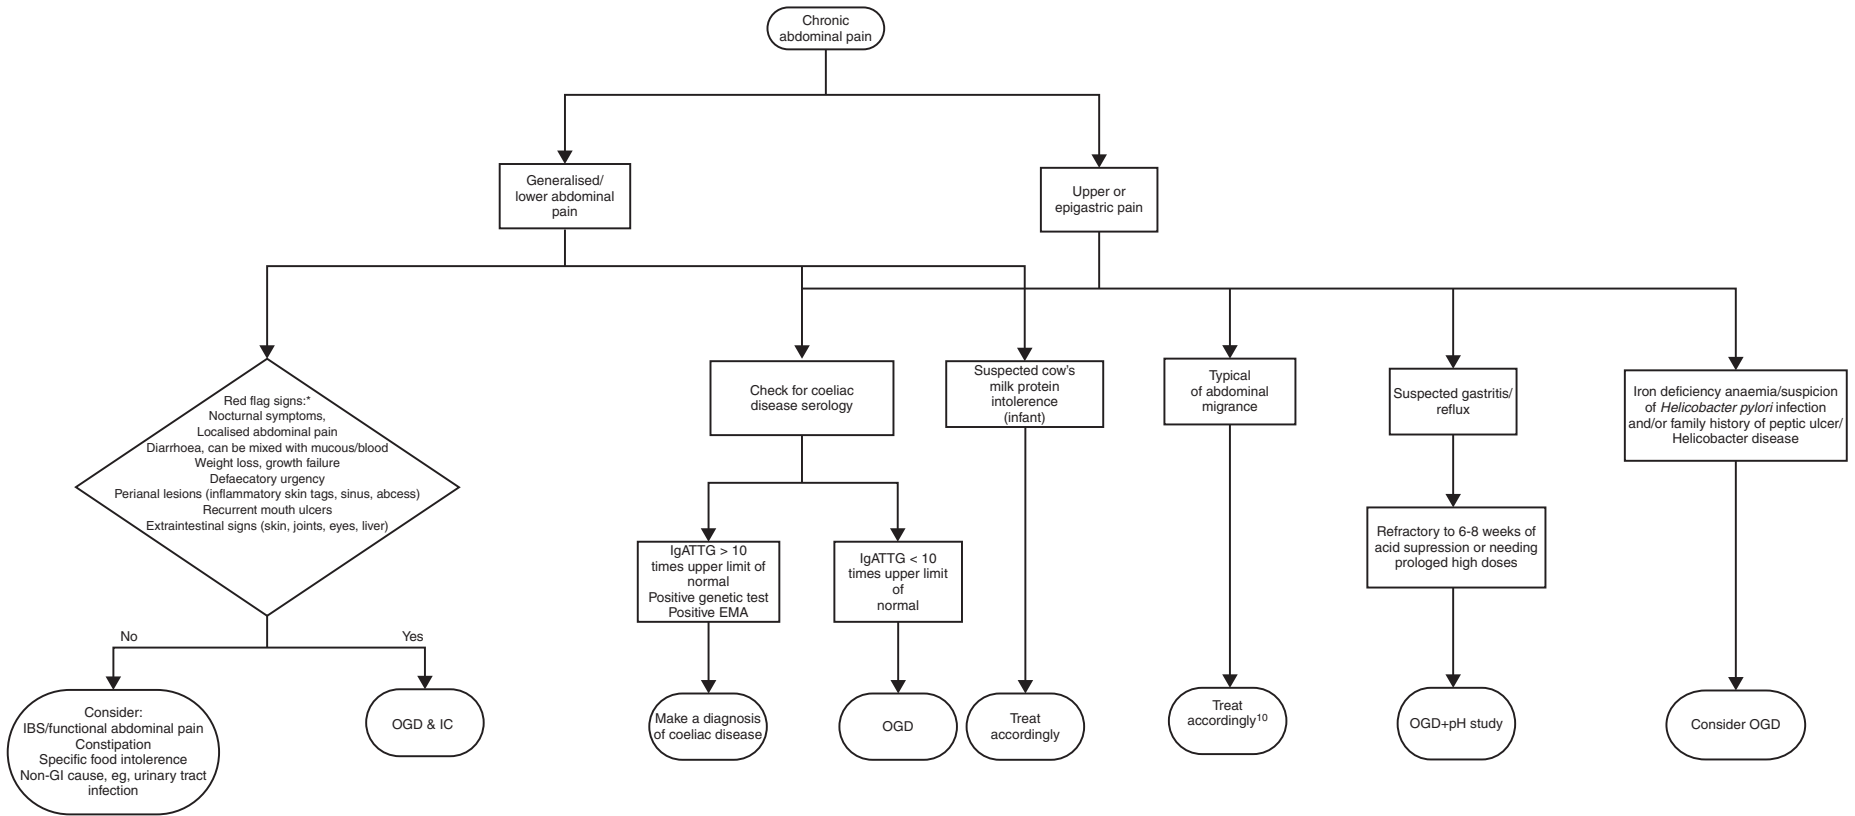 Chronic
abdominal pain
Generalised/
lower abdominal
pain
Upper or
epigastric pain
Red flag signs:*
Nocturnal symptoms,
Localised abdominal pain
Diarrhoea, can be mixed with mucous/blood
Weight loss, growth failure
Defaecatory urgency
Perianal lesions (inflammatory skin tags, sinus, abcess)
Recurrent mouth ulcers
Extraintestinal signs (skin, joints, eyes, liver)
Check for coeliac
disease serology
Suspected cow's
milk protein
intolerence
(infant)
Typical
of abdominal
migrance
Suspected gastritis/
reflux
Iron deficiency anaemia/suspicion
of Helicobacter pylori infection
and/or family history of peptic ulcer/
Helicobacter disease
IgATTG > 10
times upper limit of
normal
Positive genetic test
Positive EMA
IgATTG < 10
times upper limit
of
normal
Refractory to 6-8 weeks of
acid supression or needing
prologed high doses
No
Yes
Consider:
IBS/functional abdominal pain
Constipation
Specific food intolerence
Non-GI cause, eg, urinary tract
infection
OGD & IC
Make a diagnosis
of coeliac disease
OGD
Treat
accordingly
Treat
accordingly¹⁰
OGD+pH study
Consider OGD